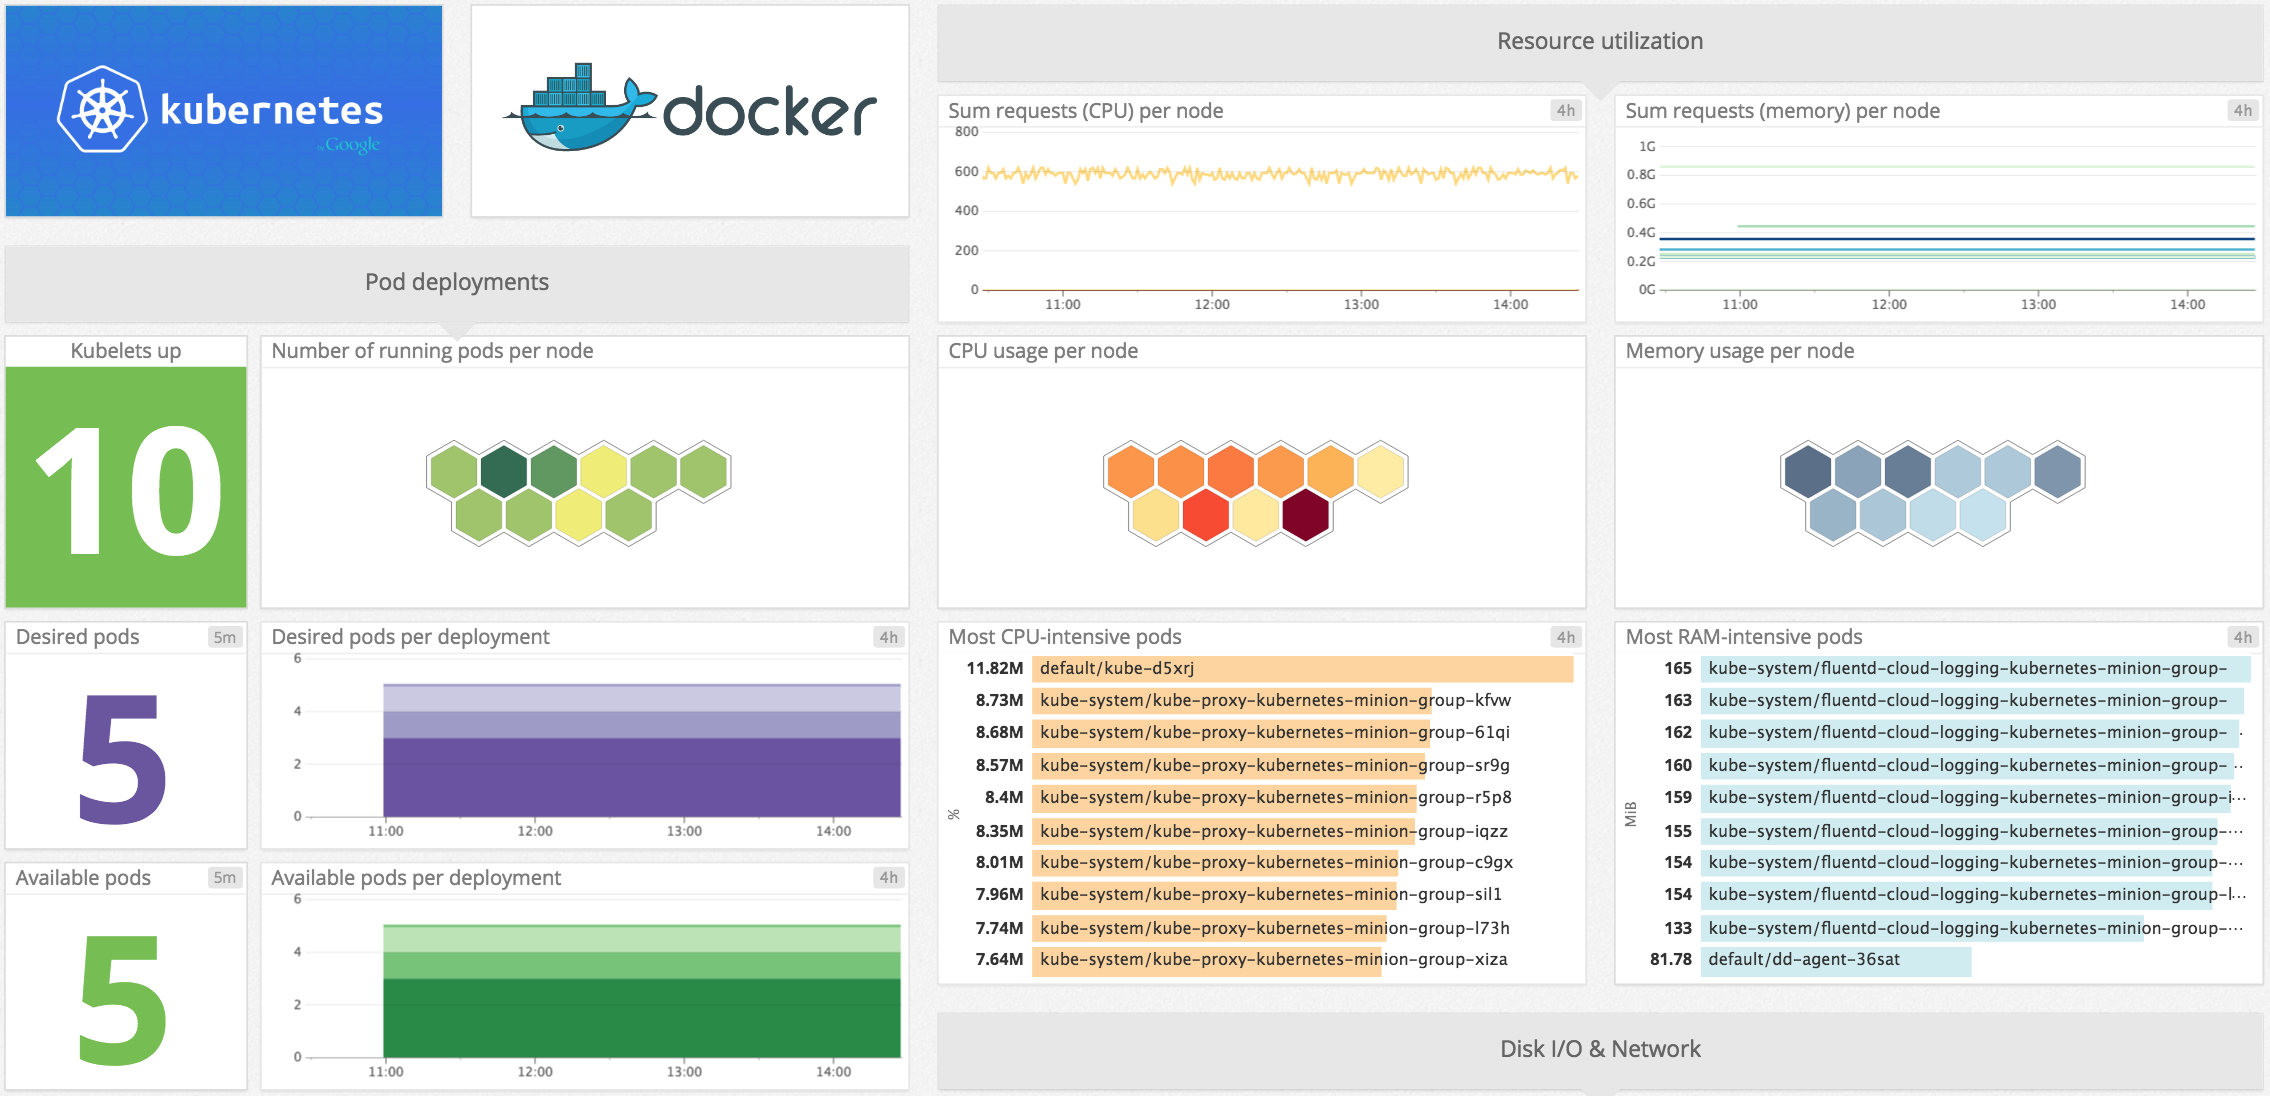 kubernetes
by Google
docker
Pod deployments
Kubelets up
10
Number of running pods per node
Desired pods 5m
5
Desired pods per deployment 4h
6
4
2
0
11:00 12:00 13:00 14:00
Available pods 5m
5
Available pods per deployment 4h
6
4
2
0
11:00 12:00 13:00 14:00
Resource utilization
Sum requests (CPU) per node 4h
800
600
400
200
0
11:00 12:00 13:00 14:00
Sum requests (memory) per node 4h
1G
0.8G
0.6G
0.4G
0.2G
0G
11:00 12:00 13:00 14:00
CPU usage per node
Memory usage per node
Most CPU-intensive pods 4h
%
11.82M default/kube-d5xrj
8.73M kube-system/kube-proxy-kubernetes-minion-group-kfvw
8.68M kube-system/kube-proxy-kubernetes-minion-group-61qi
8.57M kube-system/kube-proxy-kubernetes-minion-group-sr9g
8.4M kube-system/kube-proxy-kubernetes-minion-group-r5p8
8.35M kube-system/kube-proxy-kubernetes-minion-group-iqzz
8.01M kube-system/kube-proxy-kubernetes-minion-group-c9gx
7.96M kube-system/kube-proxy-kubernetes-minion-group-sil1
7.74M kube-system/kube-proxy-kubernetes-minion-group-l73h
7.64M kube-system/kube-proxy-kubernetes-minion-group-xiza
Most RAM-intensive pods 4h
MiB
165 kube-system/fluentd-cloud-logging-kubernetes-minion-group-
163 kube-system/fluentd-cloud-logging-kubernetes-minion-group-
162 kube-system/fluentd-cloud-logging-kubernetes-minion-group-.
160 kube-system/fluentd-cloud-logging-kubernetes-minion-group-..
159 kube-system/fluentd-cloud-logging-kubernetes-minion-group-i...
155 kube-system/fluentd-cloud-logging-kubernetes-minion-group-...
154 kube-system/fluentd-cloud-logging-kubernetes-minion-group-...
154 kube-system/fluentd-cloud-logging-kubernetes-minion-group-l...
133 kube-system/fluentd-cloud-logging-kubernetes-minion-group-...
81.78 default/dd-agent-36sat
Disk I/O & Network